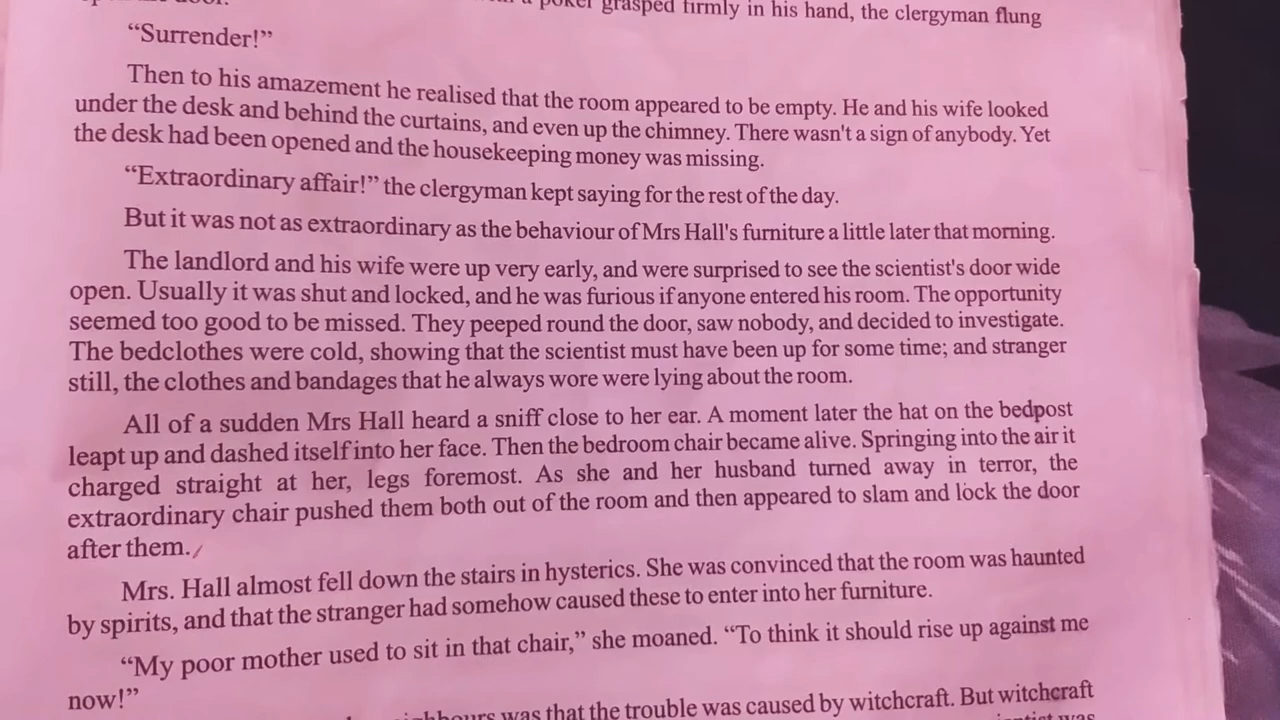 poker grasped firmly in his hand, the clergyman flung
“Surrender!”
Then to his amazement he realised that the room appeared to be empty. He and his wife looked
under the desk and behind the curtains, and even up the chimney. There wasn't a sign of anybody. Yet
the desk had been opened and the housekeeping money was missing.
“Extraordinary affair!” the clergyman kept saying for the rest of the day.
But it was not as extraordinary as the behaviour of Mrs Hall's furniture a little later that morning.
The landlord and his wife were up very early, and were surprised to see the scientist's door wide
open. Usually it was shut and locked, and he was furious if anyone entered his room. The opportunity
seemed too good to be missed. They peeped round the door, saw nobody, and decided to investigate.
The bedclothes were cold, showing that the scientist must have been up for some time; and stranger
still, the clothes and bandages that he always wore were lying about the room.
All of a sudden Mrs Hall heard a sniff close to her ear. A moment later the hat on the bedpost
leapt up and dashed itself into her face. Then the bedroom chair became alive. Springing into the air it
charged straight at her, legs foremost. As she and her husband turned away in terror, the
extraordinary chair pushed them both out of the room and then appeared to slam and lock the door
after them.
Mrs. Hall almost fell down the stairs in hysterics. She was convinced that the room was haunted
by spirits, and that the stranger had somehow caused these to enter into her furniture.
“My poor mother used to sit in that chair,” she moaned. “To think it should rise up against me
now!”
was that the trouble was caused by witchcraft. But witchcraft